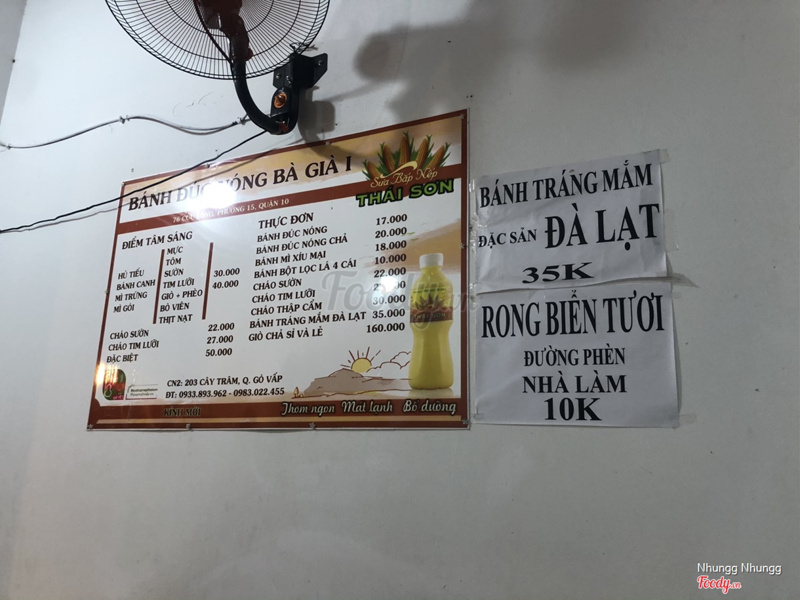 BÁNH ĐÚC NÓNG BÀ GIÀ I
PHƯỜNG 15, QUẬN 10
Sữa Bắp Nếp
THÁI SƠN
ĐIỂM TÂM SÁNG
HỦ TIẾU
BÁNH CANH
MÌ TRỨNG
MÌ GÓI
MỰC
TÔM
SƯỜN
TIM LƯỠI
GIÒ + PHÈO
BÒ VIÊN
THỊT NẠT
30.000
40.000
CHÁO SƯỜN 22.000
CHÁO TIM LƯỠI 27.000
ĐẶC BIỆT 50.000
THỰC ĐƠN
BÁNH ĐÚC NÓNG 17.000
BÁNH ĐÚC NÓNG CHẢ 20.000
BÁNH MÌ XÍU MẠI 18.000
BÁNH BỘT LỌC LÁ 4 CÁI 10.000
CHÁO SƯỜN 22.000
CHÁO TIM LƯỠI
CHÁO THẬP CẨM 30.000
BÁNH TRÁNG MẮM ĐÀ LẠT 35.000
GIÒ CHẢ SỈ VÀ LẺ 160.000
CN2: 203 CÂY TRÂM, Q. GÒ VẤP
ĐT: 0933.893.962 - 0983.022.455
KÍNH MỜI
Thơm ngon Mát lành Bổ dưỡng
BÁNH TRÁNG MẮM
ĐẶC SẢN ĐÀ LẠT
35K
RONG BIỂN TƯƠI
ĐƯỜNG PHÈN
NHÀ LÀM
10K
Foody.vn
Nhungg Nhungg
Foody.vn